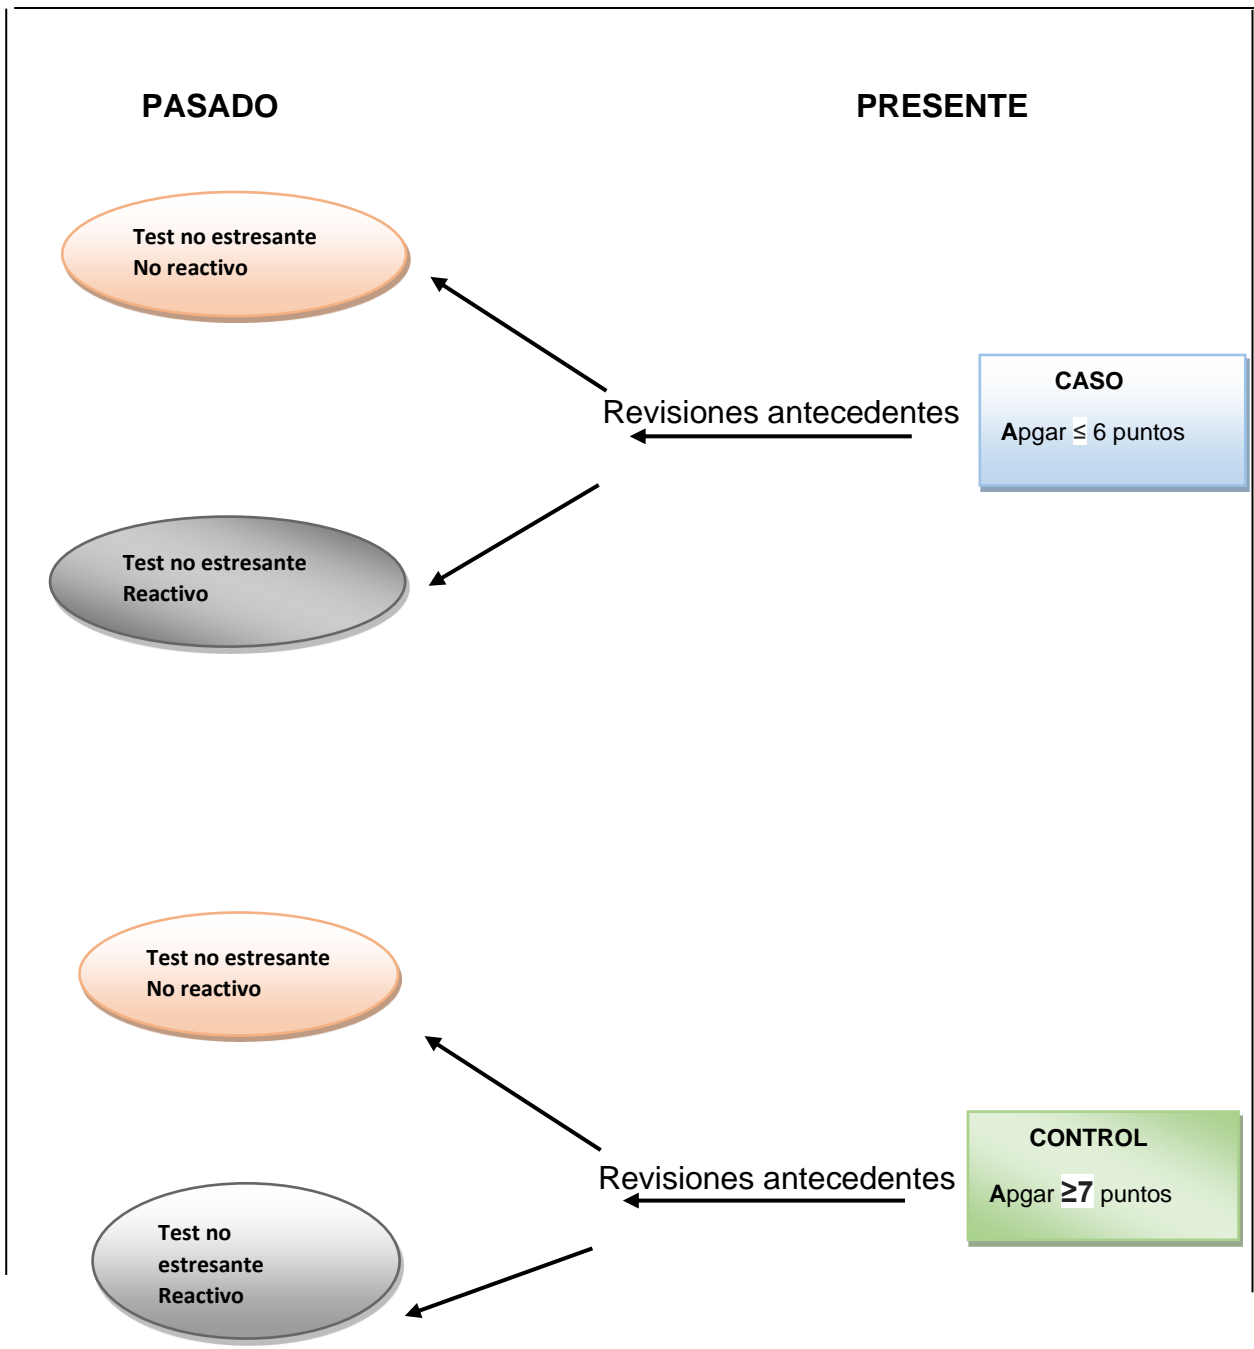 PASADO
PRESENTE
Test no estresante
No reactivo
CASO
Apgar ≤ 6 puntos
Revisiones antecedentes
Test no estresante
Reactivo
Test no estresante
No reactivo
CONTROL
Apgar ≥7 puntos
Revisiones antecedentes
Test no
estresante
Reactivo